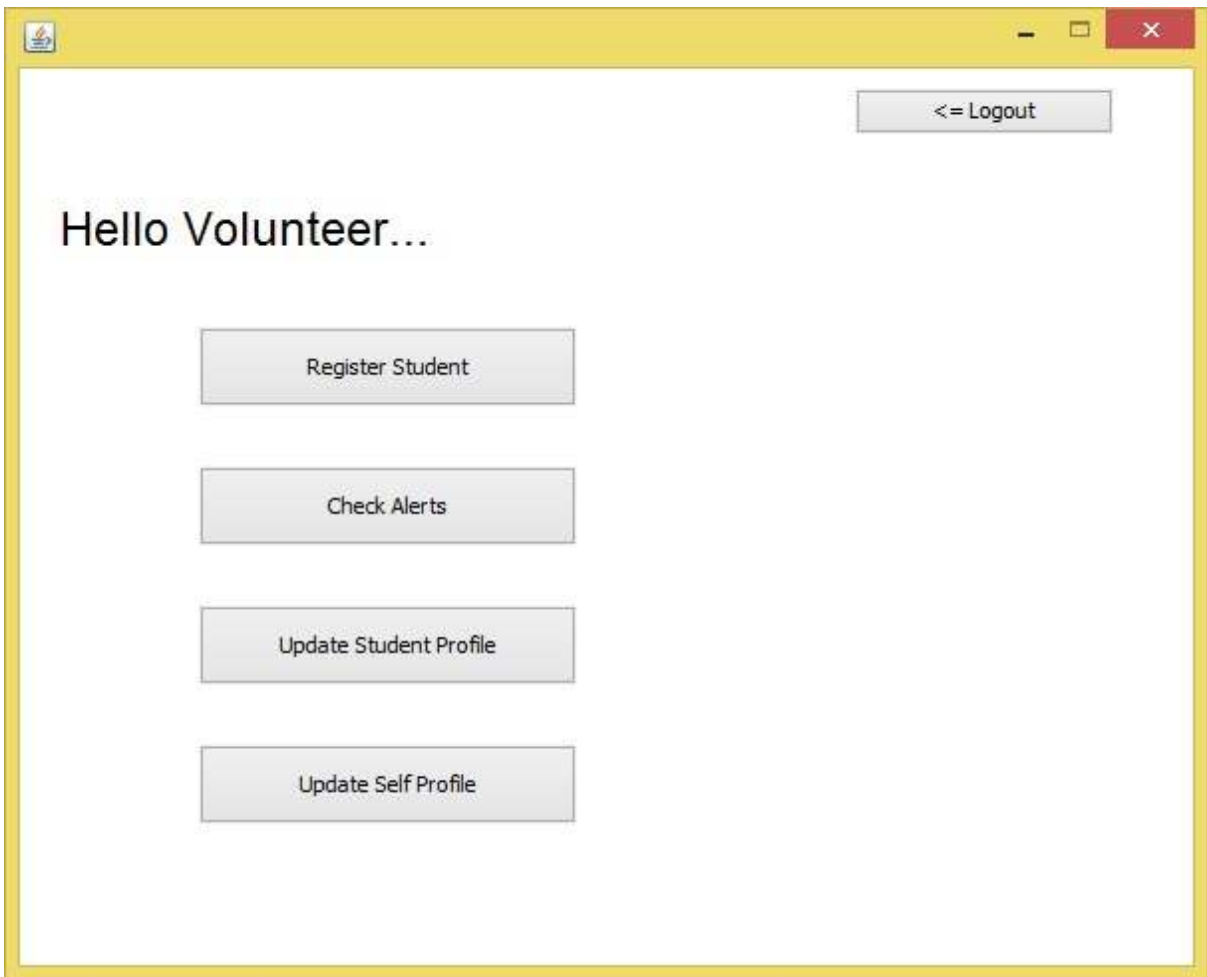 <= Logout
Hello Volunteer...
Register Student
Check Alerts
Update Student Profile
Update Self Profile